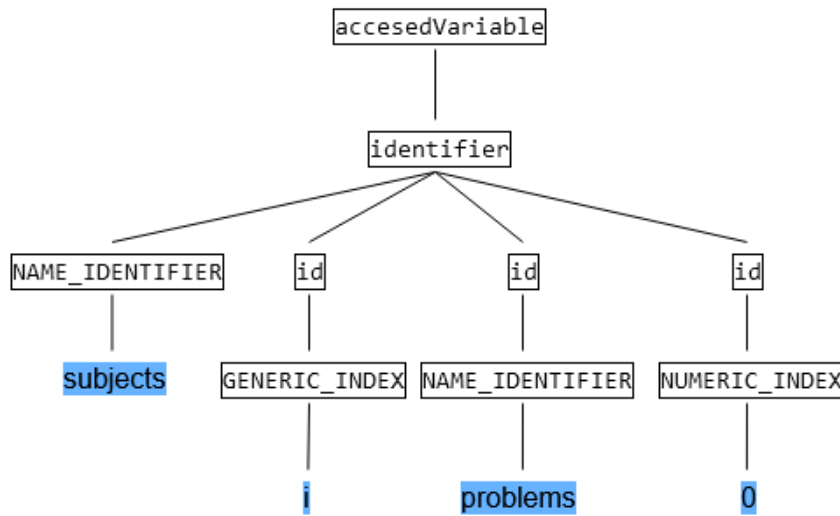 accesedVariable
identifier
NAME_IDENTIFIER id id id
subjects GENERIC_INDEX NAME_IDENTIFIER NUMERIC_INDEX
i problems 0